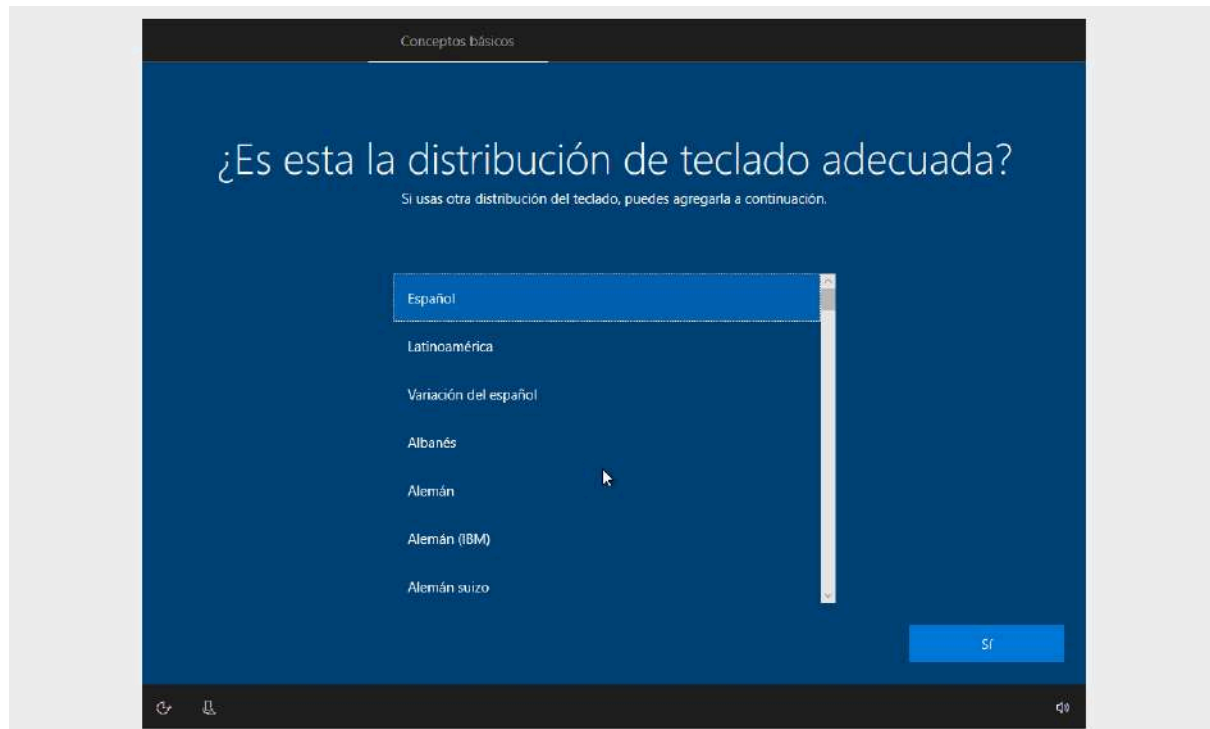 Conceptos básicos
¿Es esta la distribución de teclado adecuada?
Si usas otra distribución del teclado, puedes agregarla a continuación.
Español
Latinoamérica
Variación del español
Albanés
Alemán
Alemán (IBM)
Alemán suizo
Sí